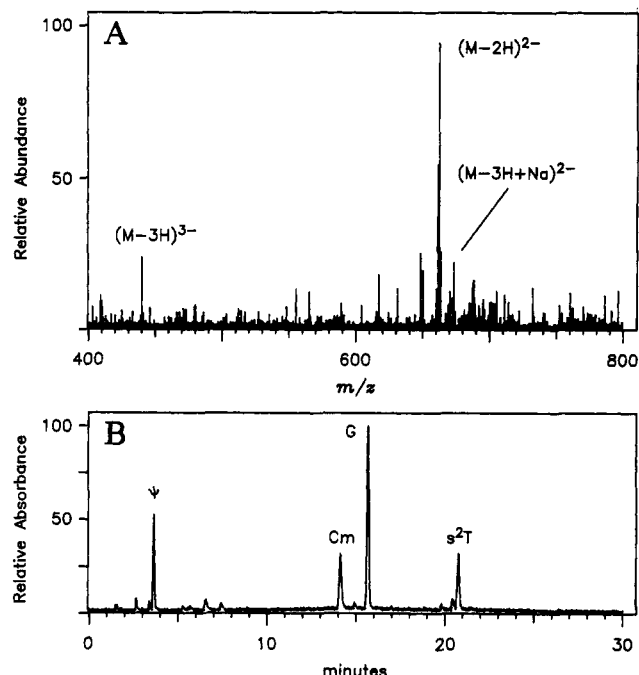 A
100
50
Relative Abundance
(M−2H)²⁻
(M−3H+Na)²⁻
(M−3H)³⁻
400
600
800
m/z
B
100
50
Relative Absorbance
ψ
Cm
G
s²T
0
10
20
30
minutes